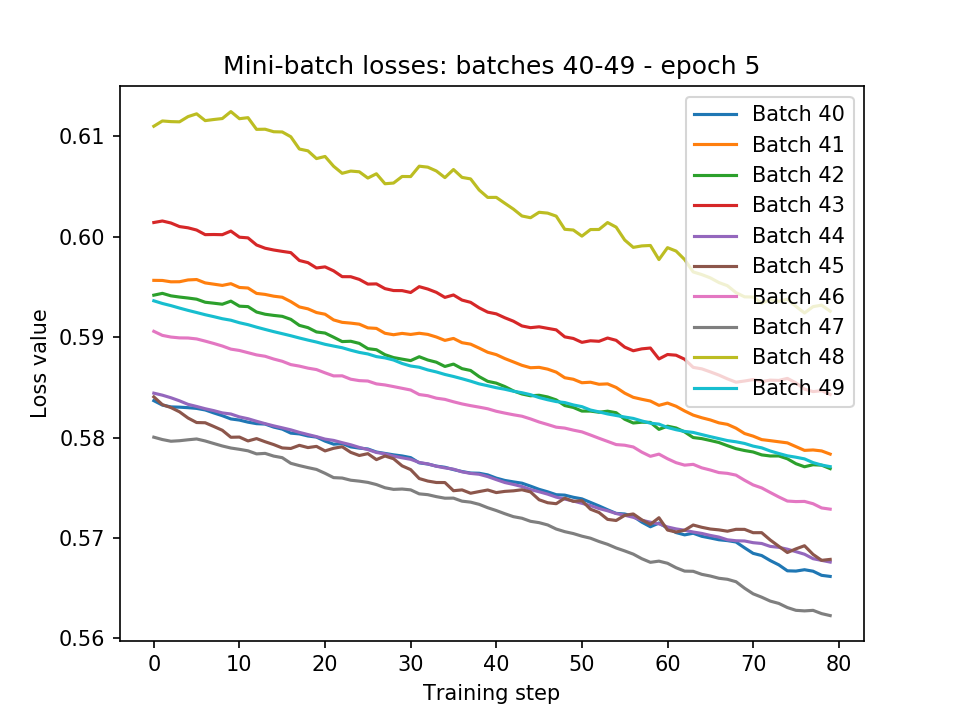 Mini-batch losses: batches 40-49 - epoch 5
Loss value
0.61
0.60
0.59
0.58
0.57
0.56
Batch 40
Batch 41
Batch 42
Batch 43
Batch 44
Batch 45
Batch 46
Batch 47
Batch 48
Batch 49
0 10 20 30 40 50 60 70 80
Training step